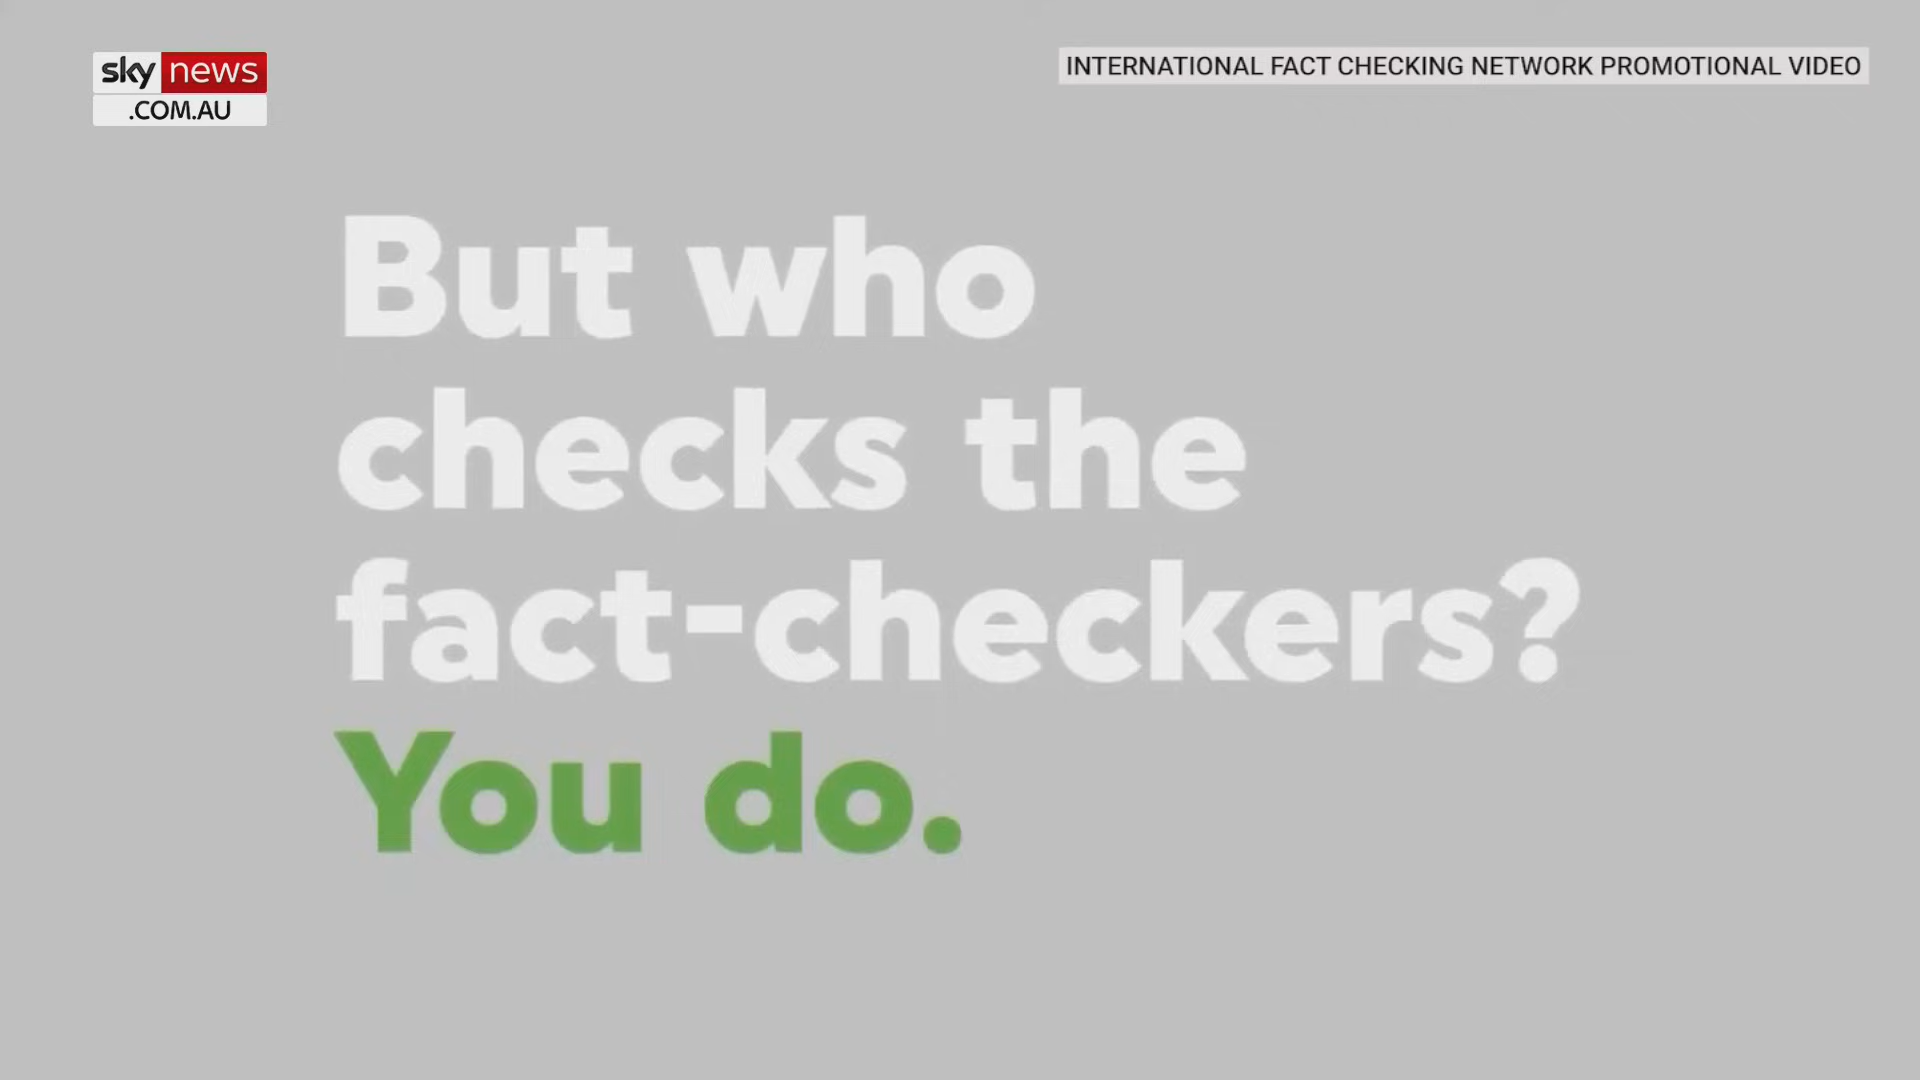 sky news
.COM.AU
INTERNATIONAL FACT CHECKING NETWORK PROMOTIONAL VIDEO
But who
checks the
fact-checkers?
You do.